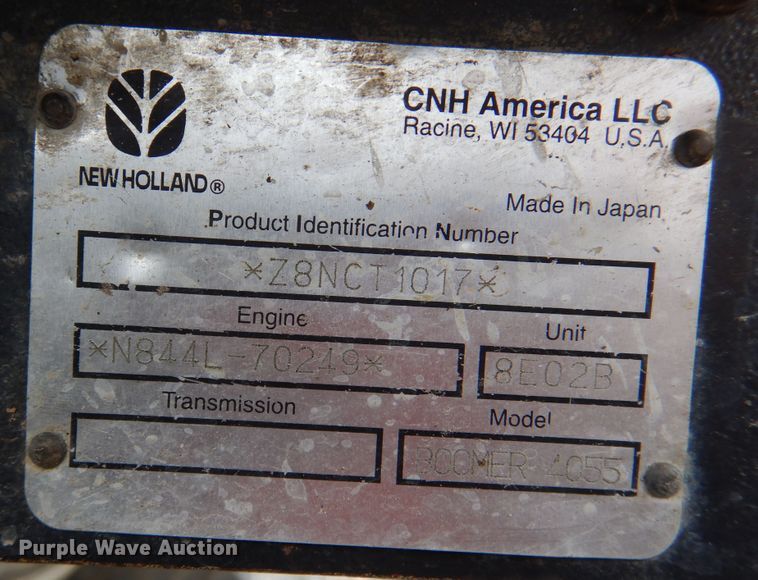 CNH America LLC
Racine, WI 53404 U.S.A.
NEW HOLLAND®
Made In Japan
Product Identification Number
*Z8NCT1017*
Engine
Unit
*N844L-70249*
8E02B
Transmission
Model
BOOMER 4055
Purple Wave Auction